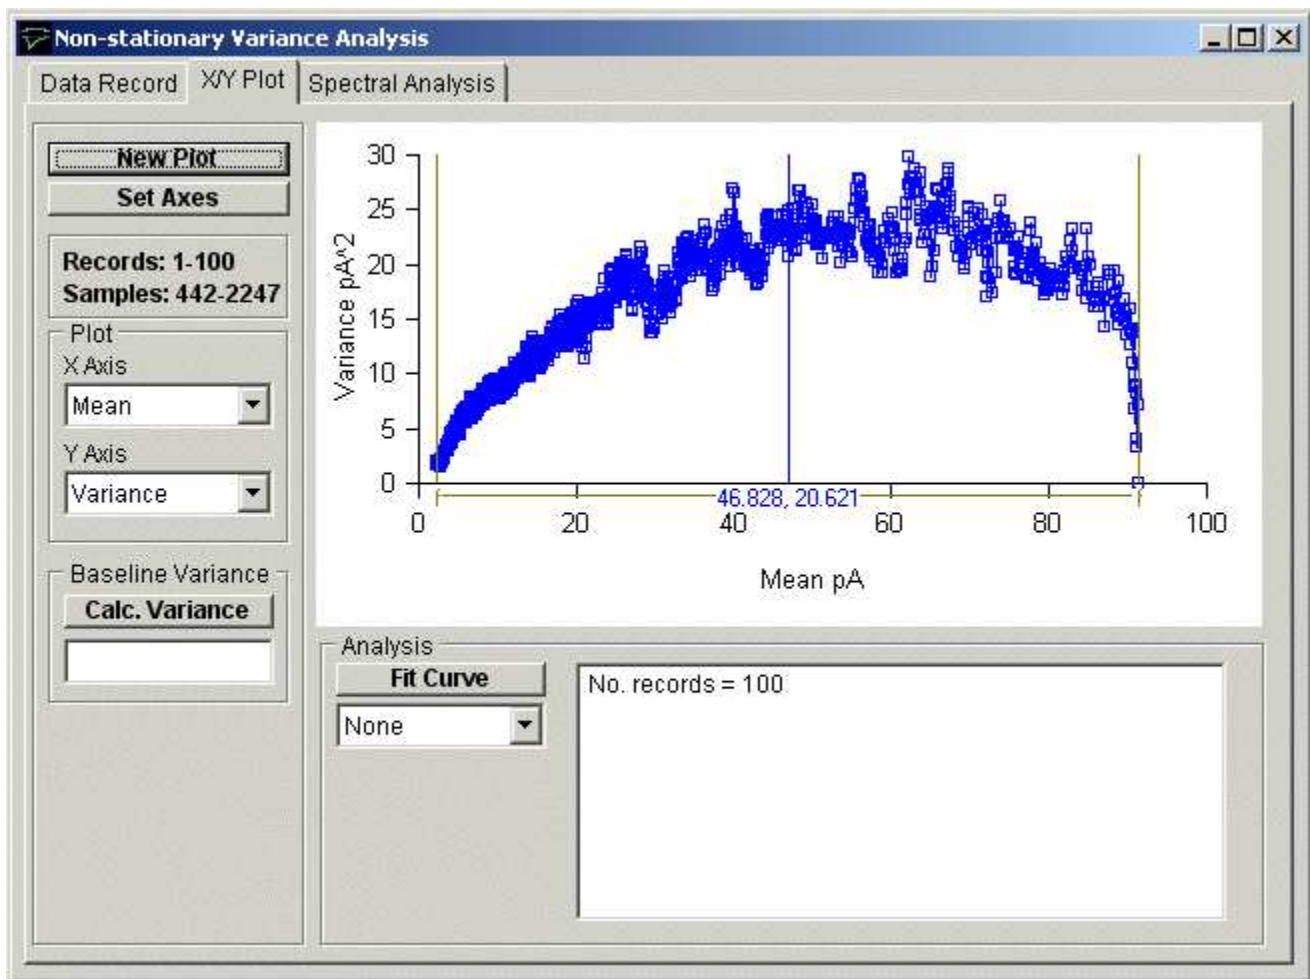 Non-stationary Variance Analysis
Data Record X/Y Plot Spectral Analysis
New Plot
Set Axes
Records: 1-100
Samples: 442-2247
Plot
X Axis
Mean
Y Axis
Variance
Baseline Variance
Calc. Variance
30
25
20
15
10
5
0
Variance pA^2
46.828, 20.621
0 20 40 60 80 100
Mean pA
Analysis
Fit Curve
None
No. records = 100